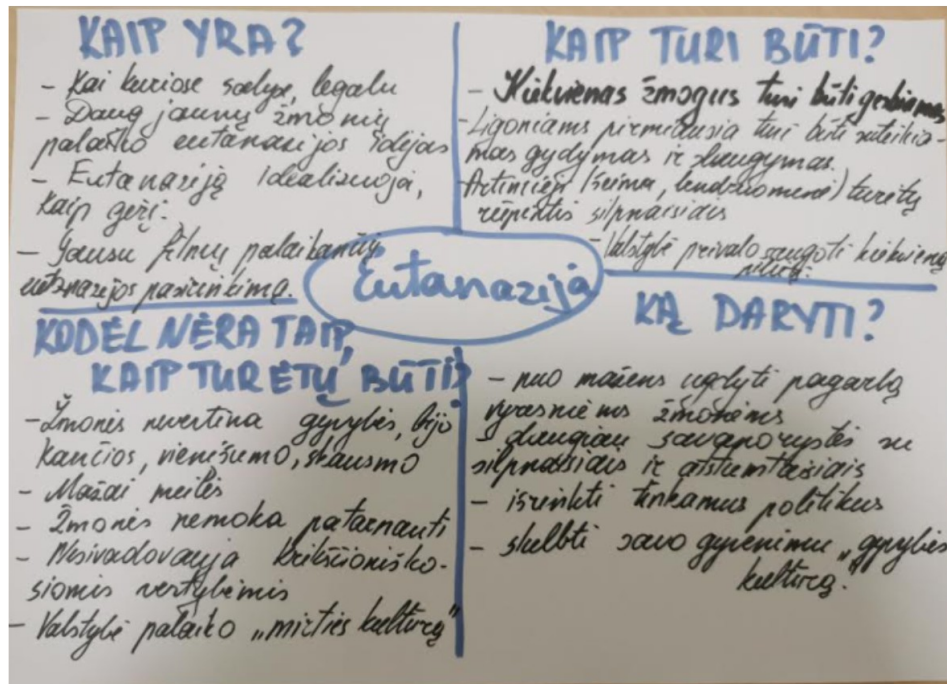 KAIP YRA?
- Kai kuriose šalyse, legalu
- Daug jaunų žmonių
palaiko eutanazijos idėjas
- Eutanaziją idealizuoja,
kaip gėrį.
- Gausu filmų palaikančių
eutanazijos pasirinkimą.
KAIP TURI BŪTI?
- Kiekvienas žmogus turi būti gerbiamas
- Ligoniams pirmiausia turi būti suteikia-
mas gydymas ir slaugymas.
Artimieji (šeima, bendruomenė) turėtų
rūpintis silpnaisiais
- Valstybė privalo saugoti kiekvieną
Eutanazija
KODĖL NĖRA TAIP,
KAIP TURĖTŲ BŪTI?
- Žmonės nevertina gyvybės, bijo
kančios, vienišumo, skausmo
- Mažai meilės
- Žmonės nemoka patarnauti
- Nesivadovauja krikščioniško-
siomis vertybėmis
- Valstybė palaiko „mirties kultūrą"
KĄ DARYTI?
- nuo mažens ugdyti pagarbą
vyresniems žmonėms
- daugiau savanorystės su
silpnaisiais ir atstumtaisiais
- išrinkti tinkamus politikus
- skelbti savo gyvenimu „gyvybės
kultūrą.